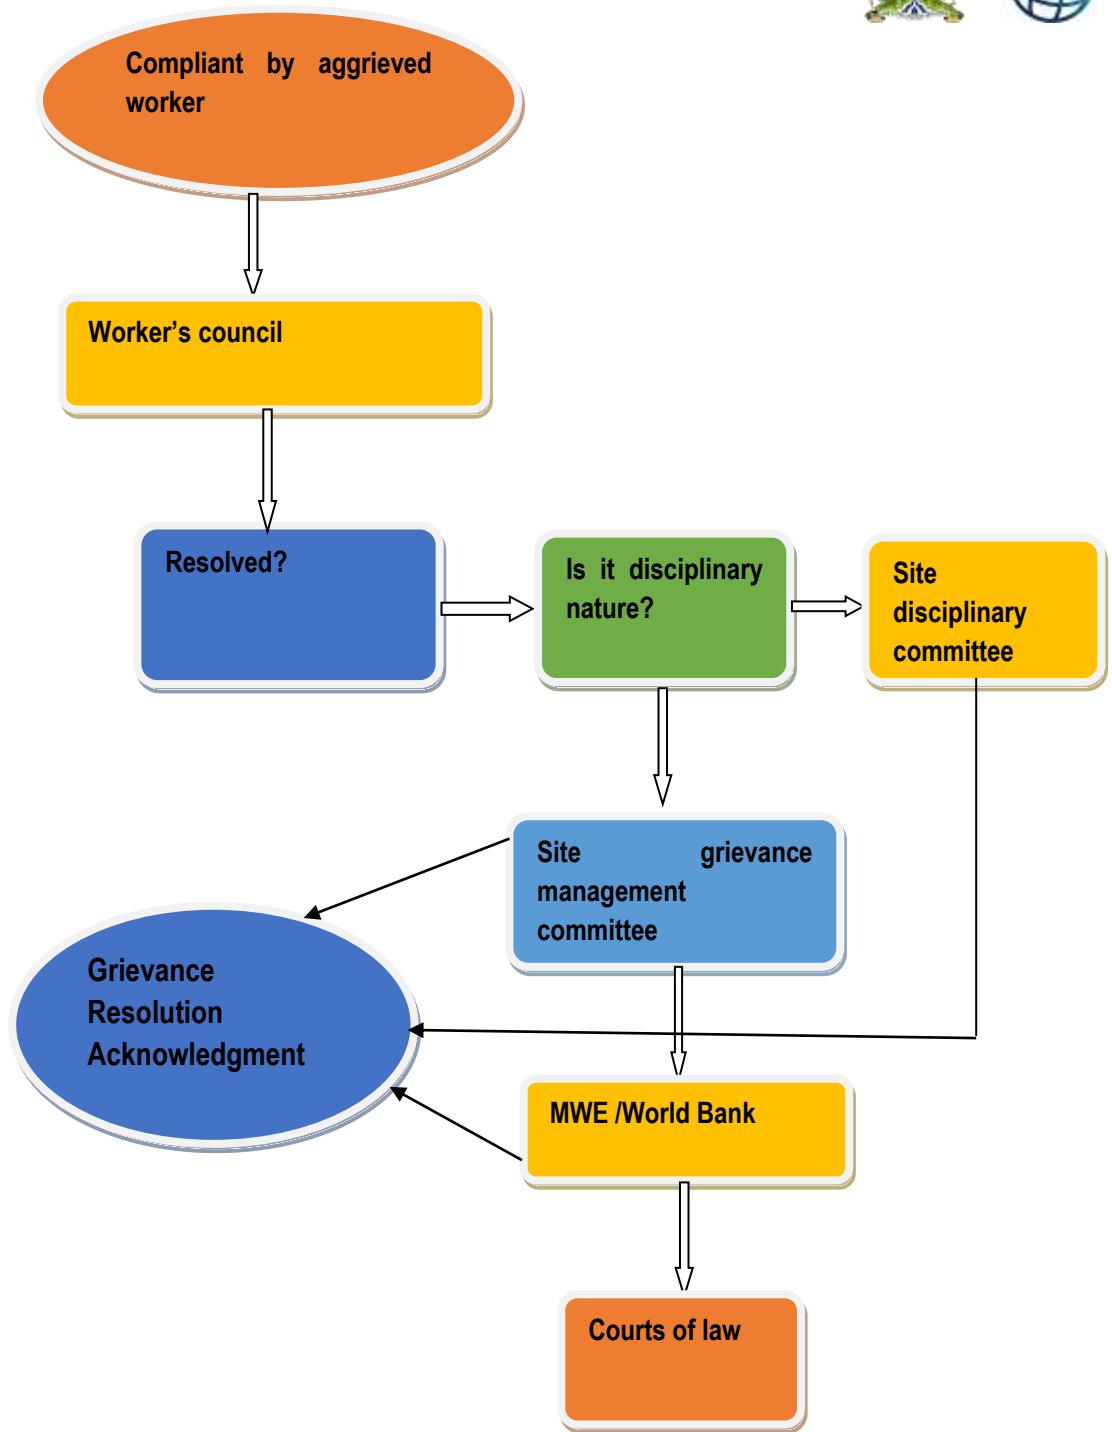 Compliant by aggrieved
worker
Worker's council
Resolved?
Is it disciplinary
nature?
Site
disciplinary
committee
Site grievance
management
committee
Grievance
Resolution
Acknowledgment
MWE /World Bank
Courts of law